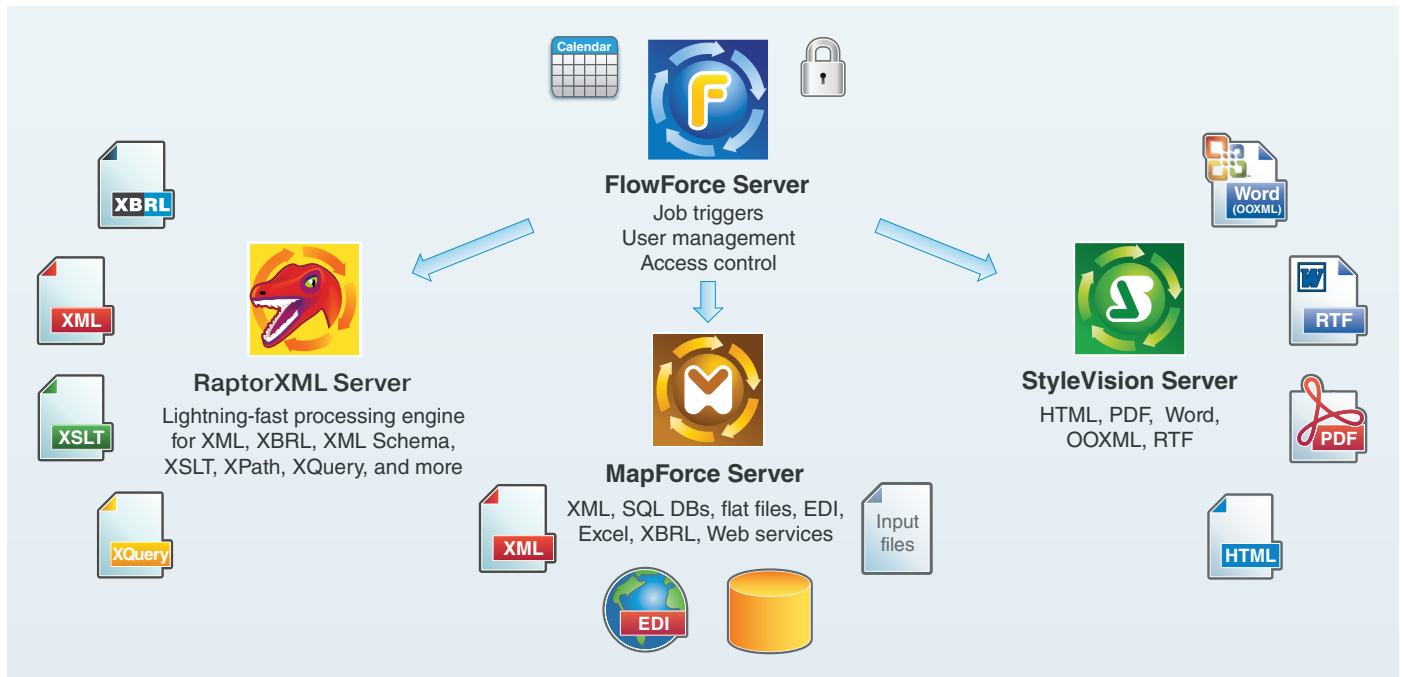 Calendar
F
FlowForce Server
Job triggers
User management
Access control
XBRL
XML
XSLT
XQuery
RaptorXML Server
Lightning-fast processing engine
for XML, XBRL, XML Schema,
XSLT, XPath, XQuery, and more
MapForce Server
XML, SQL DBs, flat files, EDI,
Excel, XBRL, Web services
XML
EDI
Input
files
StyleVision Server
HTML, PDF, Word,
OOXML, RTF
Word
(OOXML)
W
RTF
PDF
HTML